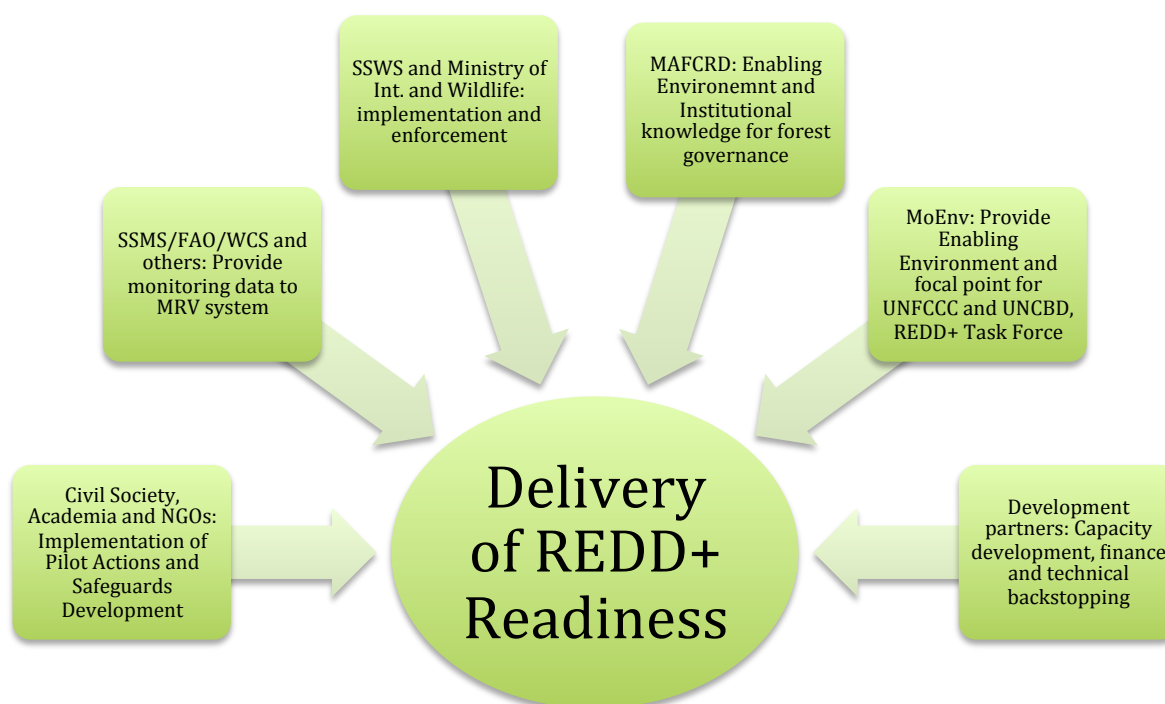 SSWS and Ministry of
Int. and Wildlife:
implementation and
enforcement
MAFCRD: Enabling
Environemnt and
Institutional
knowledge for forest
governance
SSMS/FAO/WCS and
others: Provide
monitoring data to
MRV system
MoEnv: Provide
Enabling
Environment and
focal point for
UNFCCC and UNCBD,
REDD+ Task Force
Civil Society,
Academia and NGOs:
Implementation of
Pilot Actions and
Safeguards
Development
Delivery
of REDD+
Readiness
Development
partners: Capacity
development, finance
and technical
backstopping